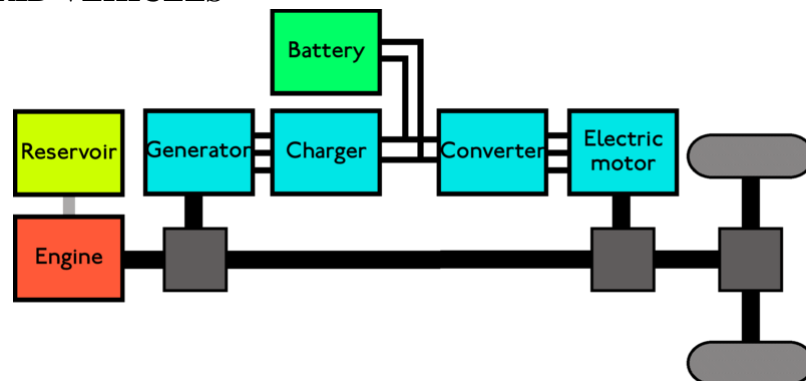 Battery
Reservoir
Generator
Charger
Converter
Electric
motor
Engine